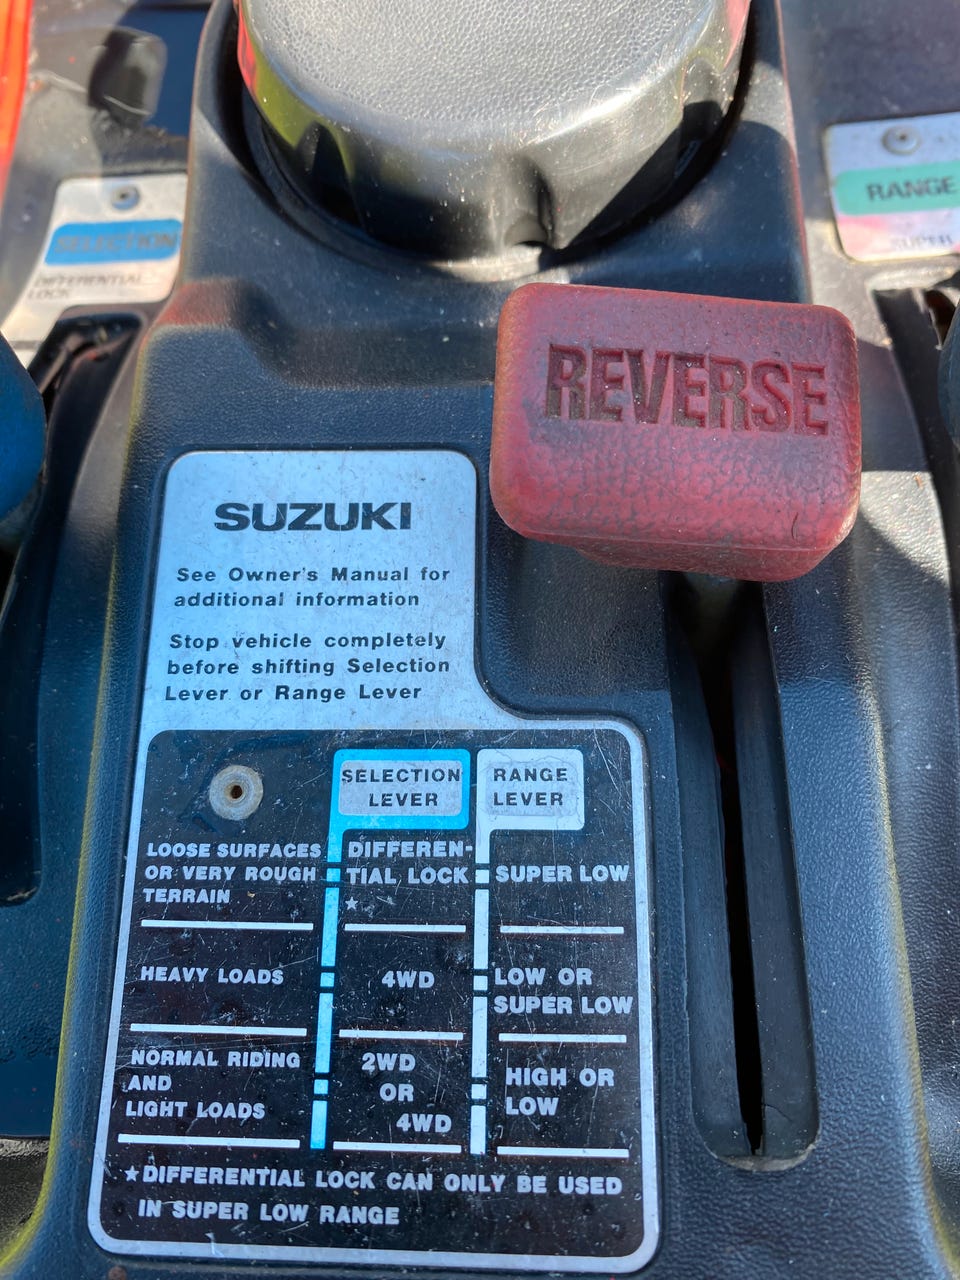 SELECTION
DIFFERENTIAL
LOCK
RANGE
SUPER
REVERSE
SUZUKI
See Owner's Manual for
additional information
Stop vehicle completely
before shifting Selection
Lever or Range Lever
SELECTION
LEVER
RANGE
LEVER
LOOSE SURFACES
OR VERY ROUGH
TERRAIN
DIFFEREN-
TIAL LOCK
★
SUPER LOW
HEAVY LOADS
4WD
LOW OR
SUPER LOW
NORMAL RIDING
AND
LIGHT LOADS
2WD
OR
4WD
HIGH OR
LOW
★DIFFERENTIAL LOCK CAN ONLY BE USED
IN SUPER LOW RANGE